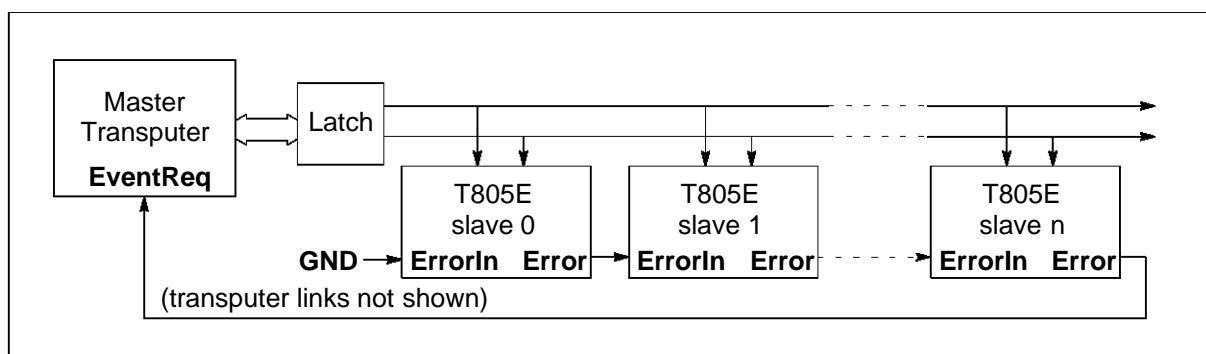 Master
Transputer
EventReq
Latch
T805E
slave 0
ErrorIn Error
T805E
slave 1
ErrorIn Error
T805E
slave n
ErrorIn Error
GND
(transputer links not shown)